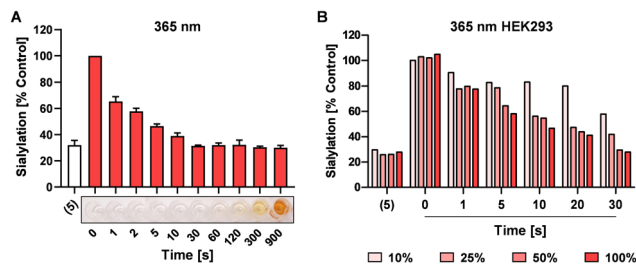 A
365 nm
Sialylation [% Control]
120
100
80
60
40
20
0
(5) 0 1 2 5 10 30 60 120 300 900
Time [s]
B
365 nm HEK293
Sialylation [% Control]
120
100
80
60
40
20
0
(5) 0 1 5 10 20 30
Time [s]
10% 25% 50% 100%